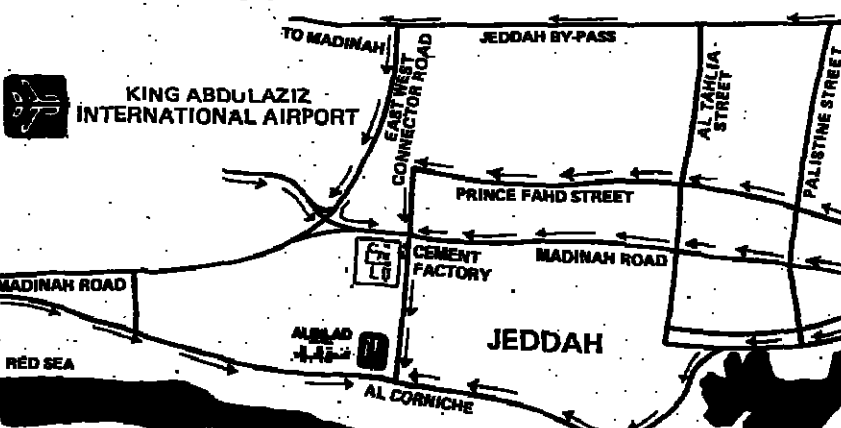 TO MADINAH
JEDDAH BY-PASS
EAST WEST
CONNECTOR ROAD
AL TAHLIA
STREET
PALISTINE STREET
KING ABDULAZIZ
INTERNATIONAL AIRPORT
PRINCE FAHD STREET
CEMENT
FACTORY
MADINAH ROAD
MADINAH ROAD
JEDDAH
RED SEA
AL CORNICHE